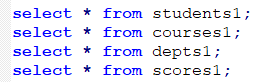 select * from students1;
select * from courses1;
select * from depts1;
select * from scores1;